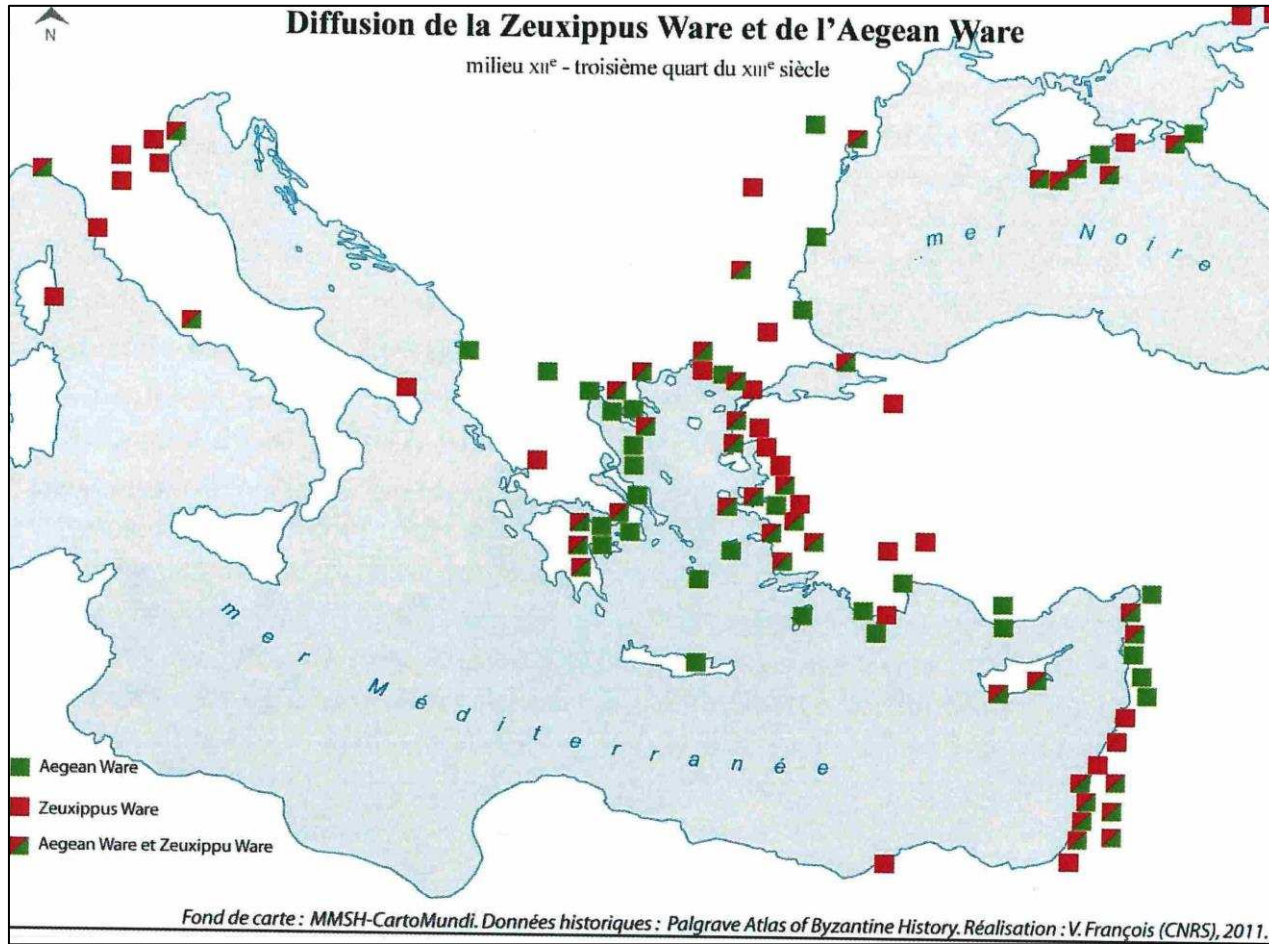 N
Diffusion de la Zeuxippus Ware et de l'Aegean Ware
milieu XIIᵉ - troisième quart du XIIIᵉ siècle
mer Noire
mer Méditerranée
Aegean Ware
Zeuxippus Ware
Aegean Ware et Zeuxippu Ware
Fond de carte : MMSH-CartoMundi. Données historiques : Palgrave Atlas of Byzantine History. Réalisation : V. François (CNRS), 2011.